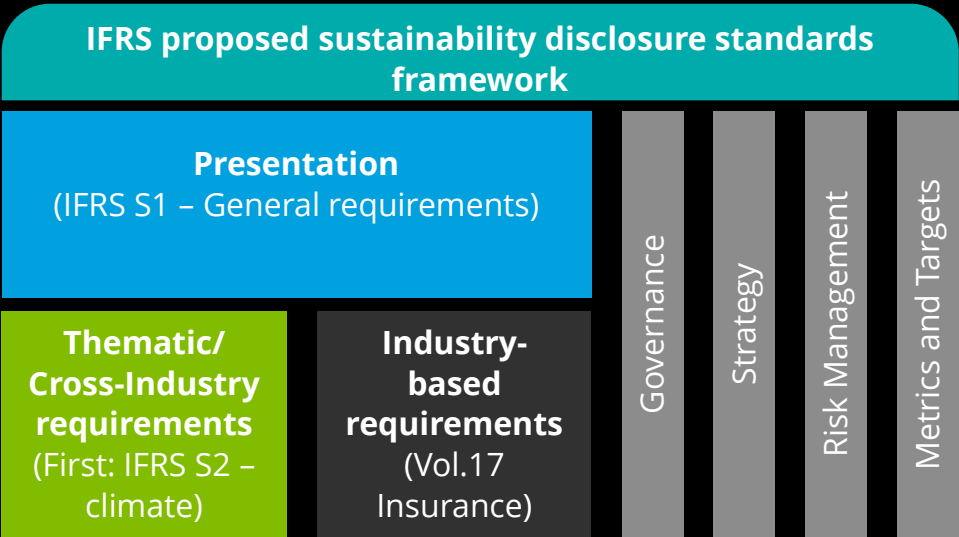 IFRS proposed sustainability disclosure standards
framework
Presentation
(IFRS S1 – General requirements)
Thematic/
Cross-Industry
requirements
(First: IFRS S2 –
climate)
Industry-
based
requirements
(Vol.17
Insurance)
Governance
Strategy
Risk Management
Metrics and Targets